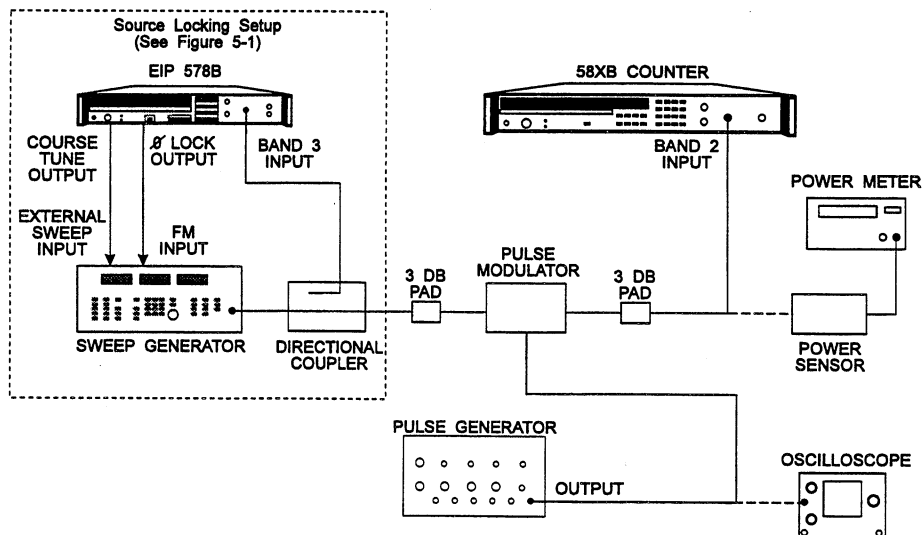 Source Locking Setup
(See Figure 5-1)
EIP 578B
58XB COUNTER
COURSE
TUNE
OUTPUT
Ø LOCK
OUTPUT
BAND 3
INPUT
BAND 2
INPUT
POWER METER
EXTERNAL
SWEEP
INPUT
FM
INPUT
PULSE
MODULATOR
3 DB
PAD
3 DB
PAD
SWEEP GENERATOR
DIRECTIONAL
COUPLER
POWER
SENSOR
PULSE GENERATOR
OUTPUT
OSCILLOSCOPE